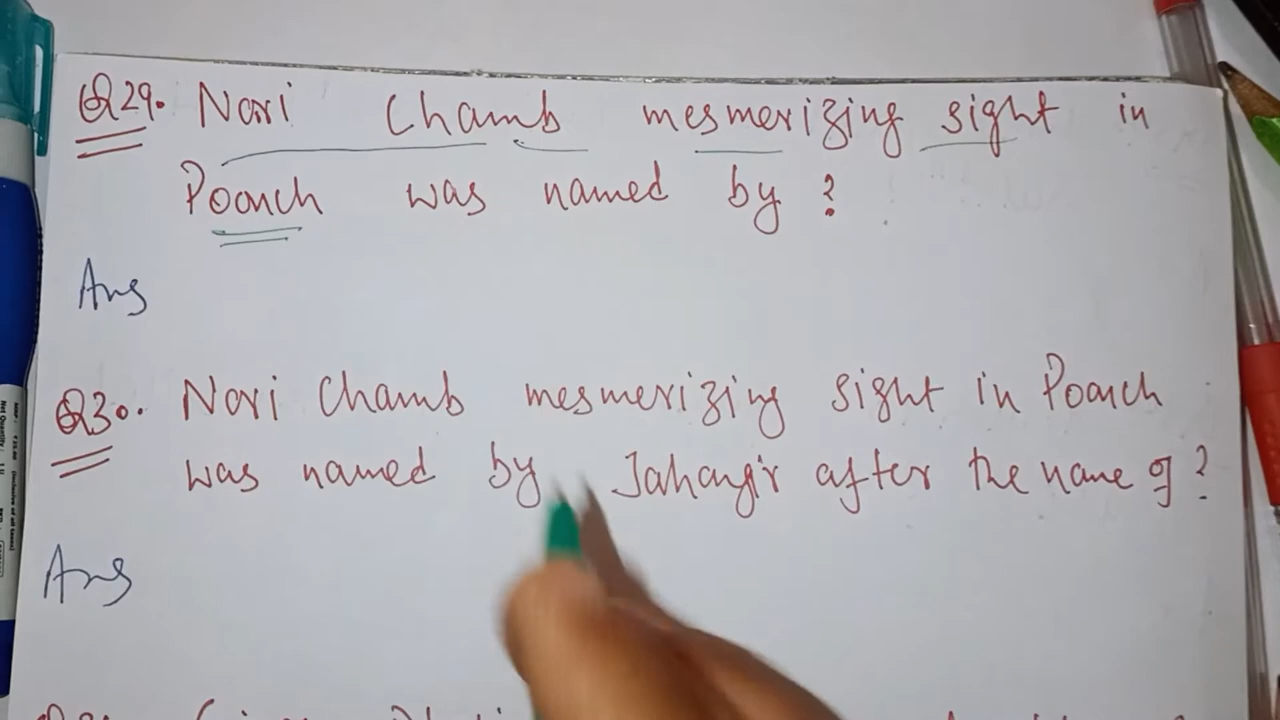 Q29. Nori Chamb mesmerizing sight in
Poonch was named by ?
Ans
Q30. Nori Chamb mesmerizing sight in Poonch
was named by Jahangir after the name of ?
Ans